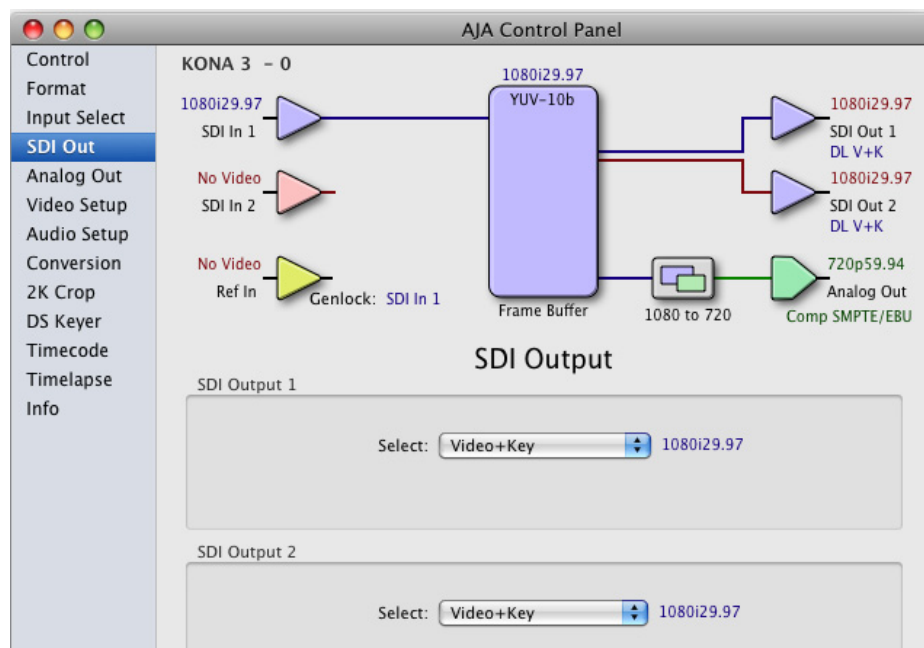 AJA Control Panel
Control
Format
Input Select
SDI Out
Analog Out
Video Setup
Audio Setup
Conversion
2K Crop
DS Keyer
Timecode
Timelapse
Info
KONA 3 - 0
1080i29.97
SDI In 1
No Video
SDI In 2
No Video
Ref In
Genlock: SDI In 1
1080i29.97
YUV-10b
Frame Buffer
1080 to 720
1080i29.97
SDI Out 1
DL V+K
1080i29.97
SDI Out 2
DL V+K
720p59.94
Analog Out
Comp SMPTE/EBU
SDI Output
SDI Output 1
Select: Video+Key 1080i29.97
SDI Output 2
Select: Video+Key 1080i29.97